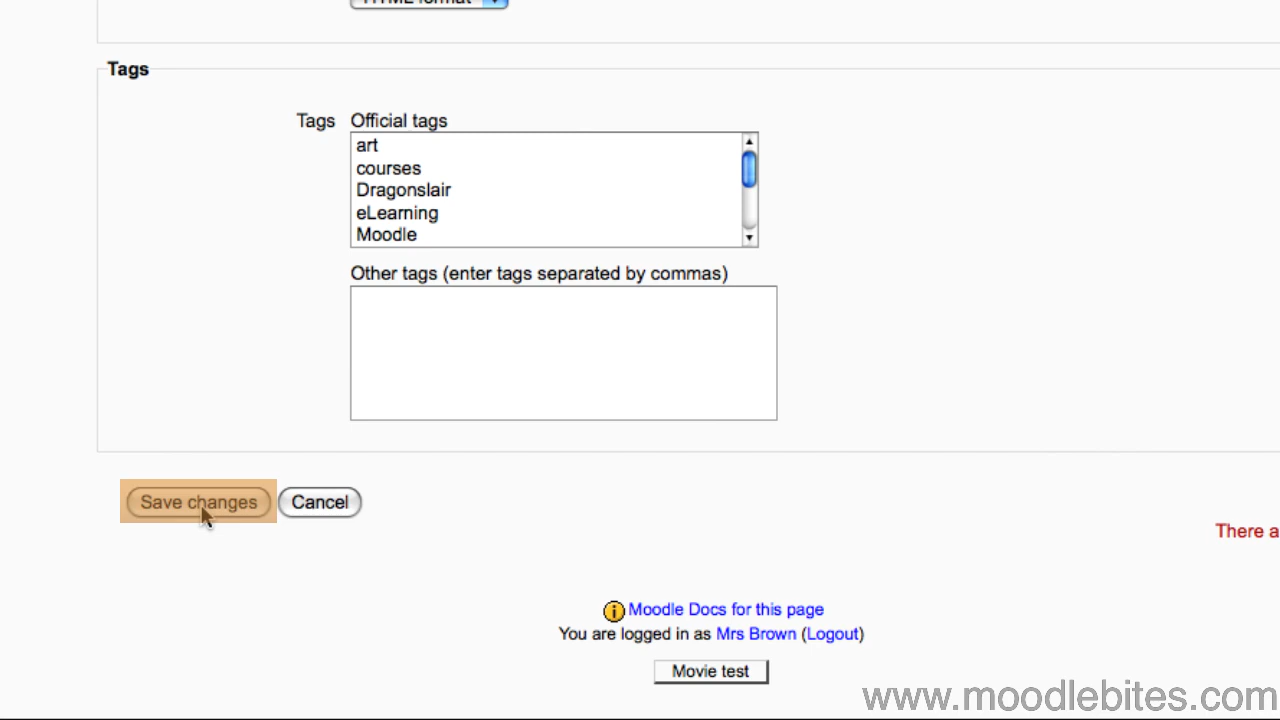 HTML format
Tags
Tags Official tags
art
courses
Dragonslair
eLearning
Moodle
Other tags (enter tags separated by commas)
Save changes Cancel
There a
Moodle Docs for this page
You are logged in as Mrs Brown (Logout)
Movie test
www.moodlebites.com